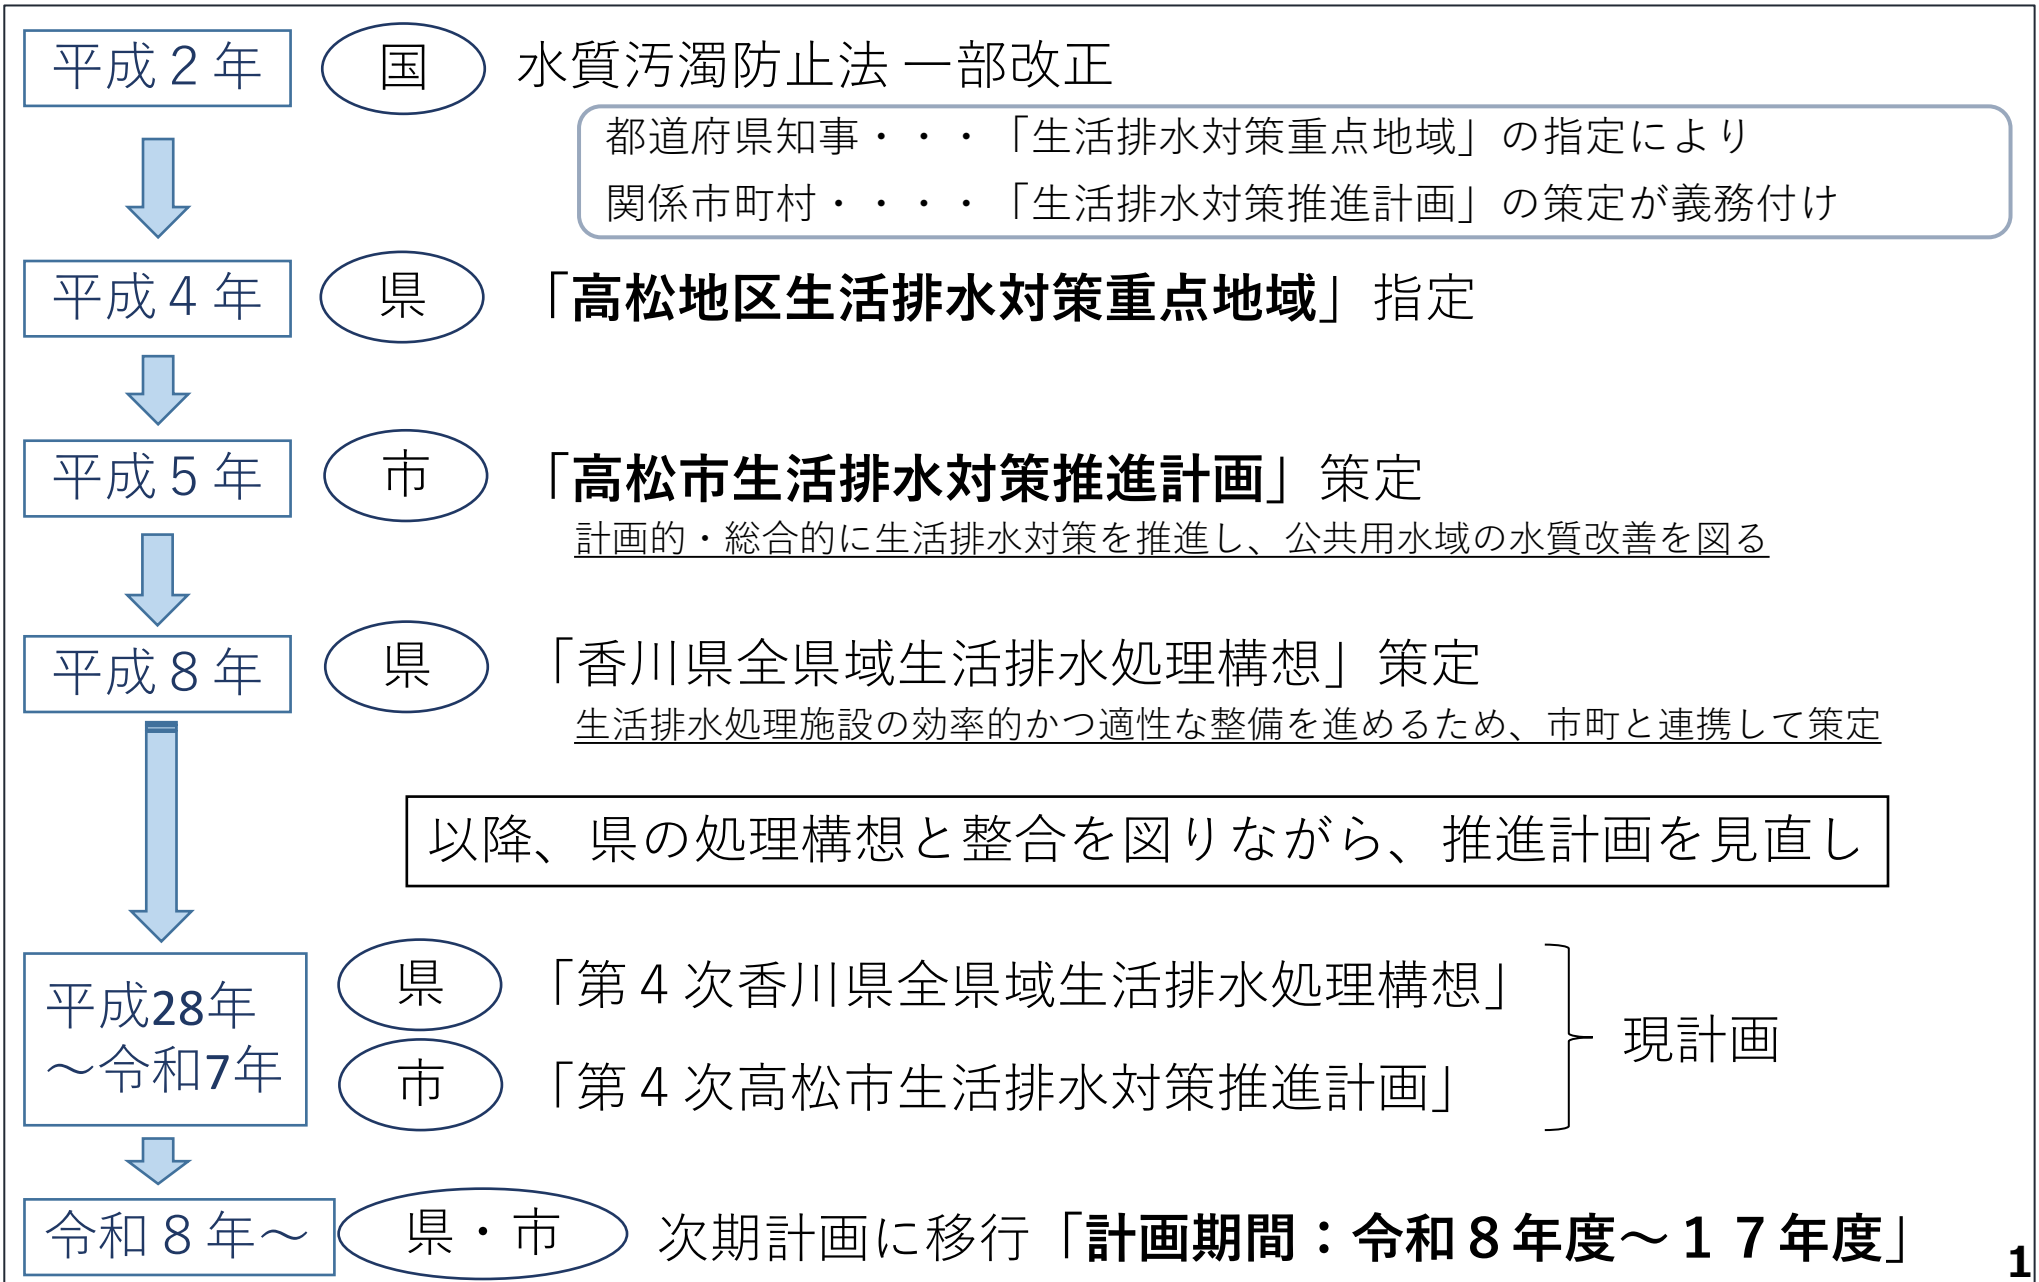 平成２年 国 水質汚濁防止法 一部改正
都道府県知事・・・「生活排水対策重点地域」の指定により
関係市町村・・・・「生活排水対策推進計画」の策定が義務付け
平成４年 県 「高松地区生活排水対策重点地域」指定
平成５年 市 「高松市生活排水対策推進計画」策定
計画的・総合的に生活排水対策を推進し、公共用水域の水質改善を図る
平成８年 県 「香川県全県域生活排水処理構想」策定
生活排水処理施設の効率的かつ適性な整備を進めるため、市町と連携して策定
以降、県の処理構想と整合を図りながら、推進計画を見直し
平成28年
～令和7年
県 「第４次香川県全県域生活排水処理構想」
市 「第４次高松市生活排水対策推進計画」
現計画
令和８年～ 県・市 次期計画に移行「計画期間：令和８年度～１７年度」
1